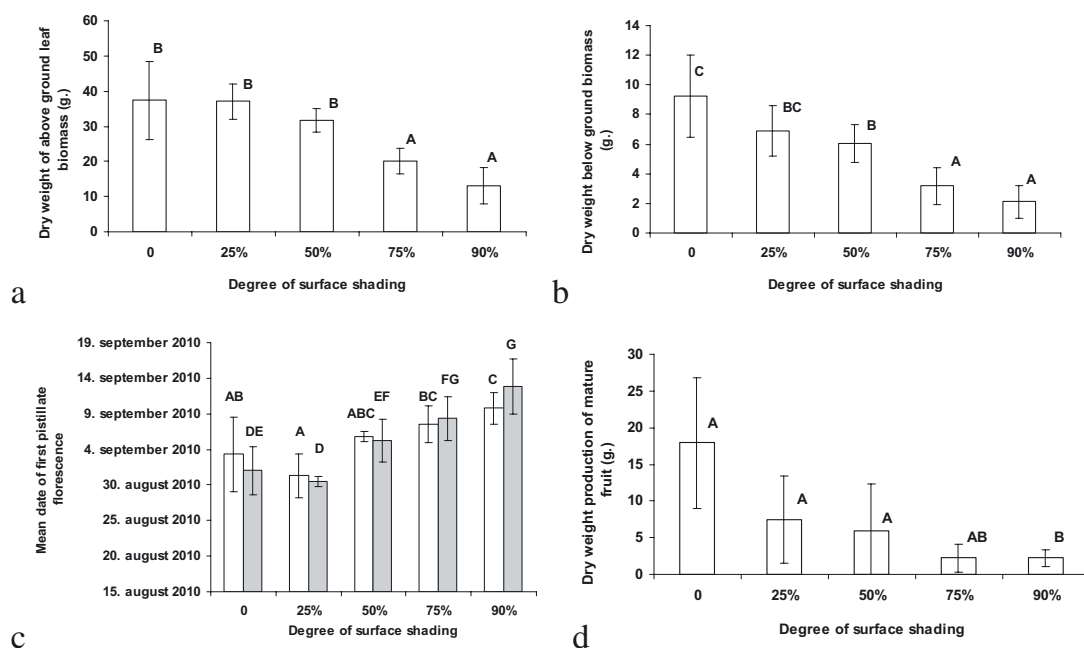 Dry weight of above ground leaf
biomass (g.)
60
50
40
30
20
10
0
B
B
B
A
A
0 25% 50% 75% 90%
Degree of surface shading
a
Dry weight below ground biomass
(g.)
14
12
10
8
6
4
2
0
C
BC
B
A
A
0 25% 50% 75% 90%
Degree of surface shading
b
Mean date of first pistillate
florescence
19. september 2010
14. september 2010
9. september 2010
4. september 2010
30. august 2010
25. august 2010
20. august 2010
15. august 2010
AB
DE
A
D
ABC
EF
BC
FG
C
G
0 25% 50% 75% 90%
Degree of surface shading
c
Dry weight production of mature
fruit (g.)
30
25
20
15
10
5
0
A
A
A
AB
B
0 25% 50% 75% 90%
Degree of surface shading
d